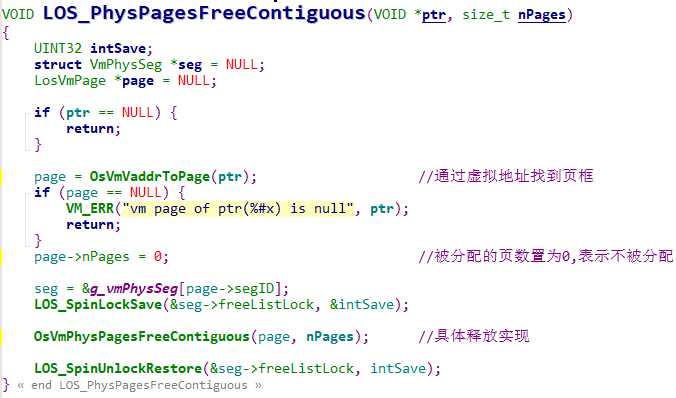 VOID LOS_PhysPagesFreeContiguous(VOID *ptr, size_t nPages)
{
    UINT32 intSave;
    struct VmPhysSeg *seg = NULL;
    LosVmPage *page = NULL;

    if (ptr == NULL) {
        return;
    }

    page = OsVmVaddrToPage(ptr); //通过虚拟地址找到页框
    if (page == NULL) {
        VM_ERR("vm page of ptr(%#x) is null", ptr);
        return;
    }
    page->nPages = 0; //被分配的页数置为0,表示不被分配

    seg = &g_vmPhysSeg[page->segID];
    LOS_SpinLockSave(&seg->freeListLock, &intSave);

    OsVmPhysPagesFreeContiguous(page, nPages); //具体释放实现

    LOS_SpinUnlockRestore(&seg->freeListLock, intSave);
} « end LOS_PhysPagesFreeContiguous »